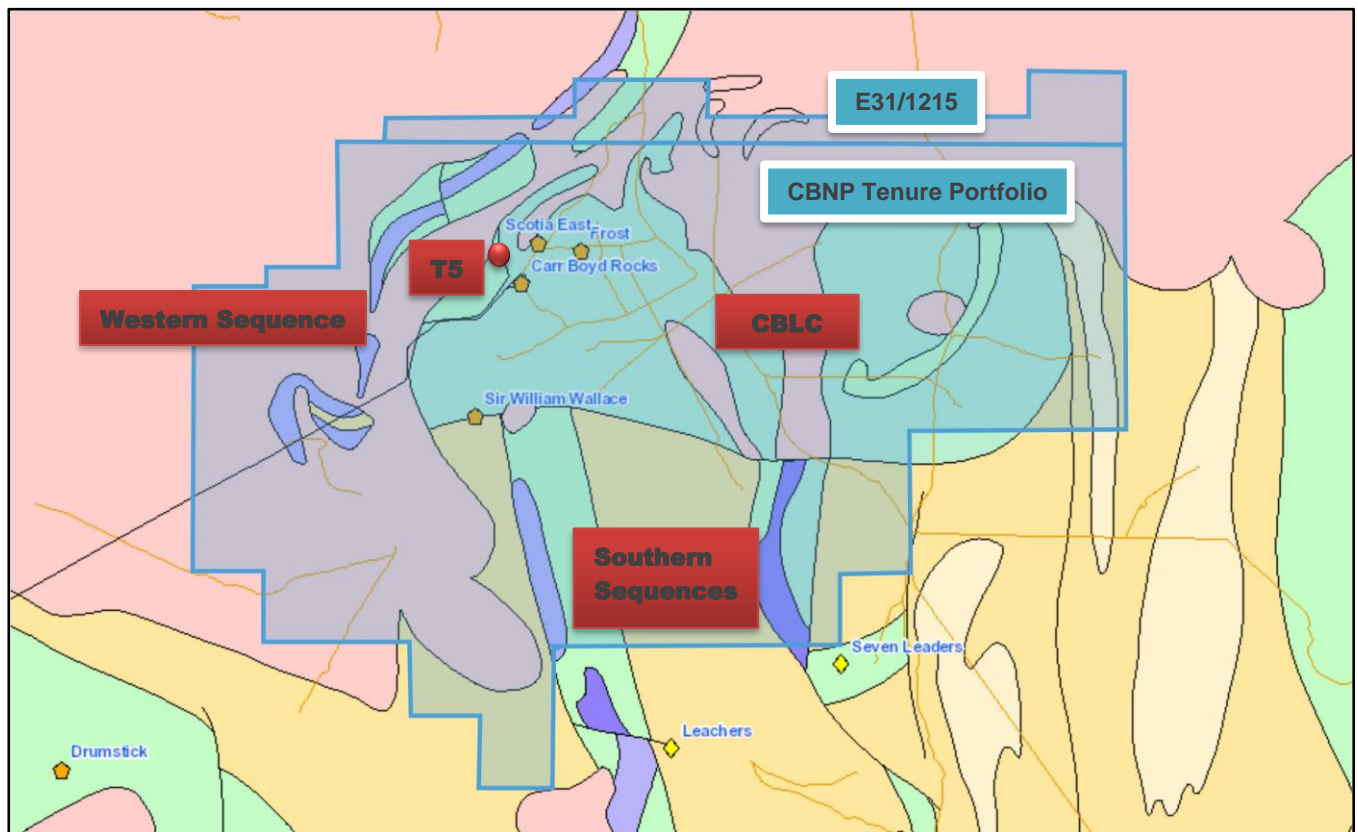 E31/1215
CBNP Tenure Portfolio
Scotia East
Frost
T5
Carr Boyd Rocks
Western Sequence
CBLC
Sir William Wallace
Southern
Sequences
Seven Leaders
Leachers
Drumstick